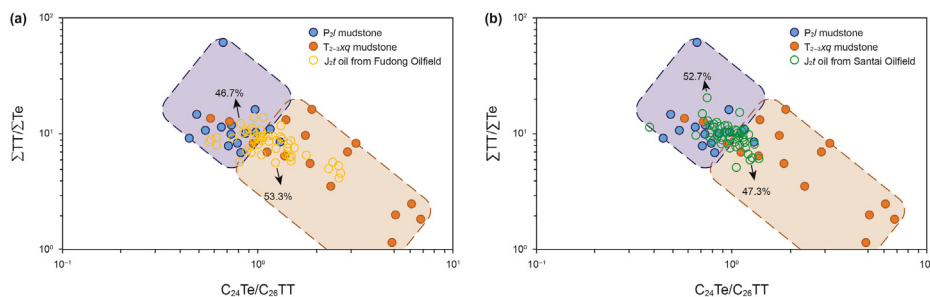 (a)
10²
P₂l mudstone
T₂₋₃xq mudstone
J₂t oil from Fudong Oilfield
46.7%
ΣTT/ΣTe
10¹
53.3%
10⁰
10⁻¹
10⁰
10¹
C₂₄Te/C₂₆TT
(b)
10²
P₂l mudstone
T₂₋₃xq mudstone
J₂t oil from Santai Oilfield
52.7%
ΣTT/ΣTe
10¹
47.3%
10⁰
10⁻¹
10⁰
10¹
C₂₄Te/C₂₆TT